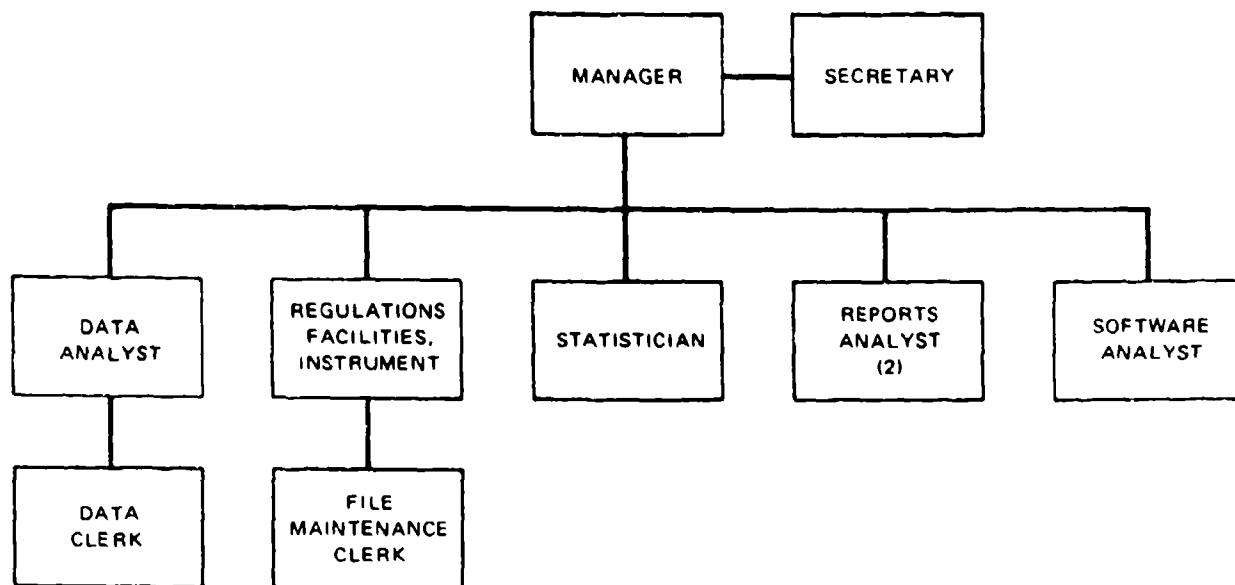 MANAGER
SECRETARY
DATA
ANALYST
REGULATIONS
FACILITIES,
INSTRUMENT
STATISTICIAN
REPORTS
ANALYST
(2)
SOFTWARE
ANALYST
DATA
CLERK
FILE
MAINTENANCE
CLERK